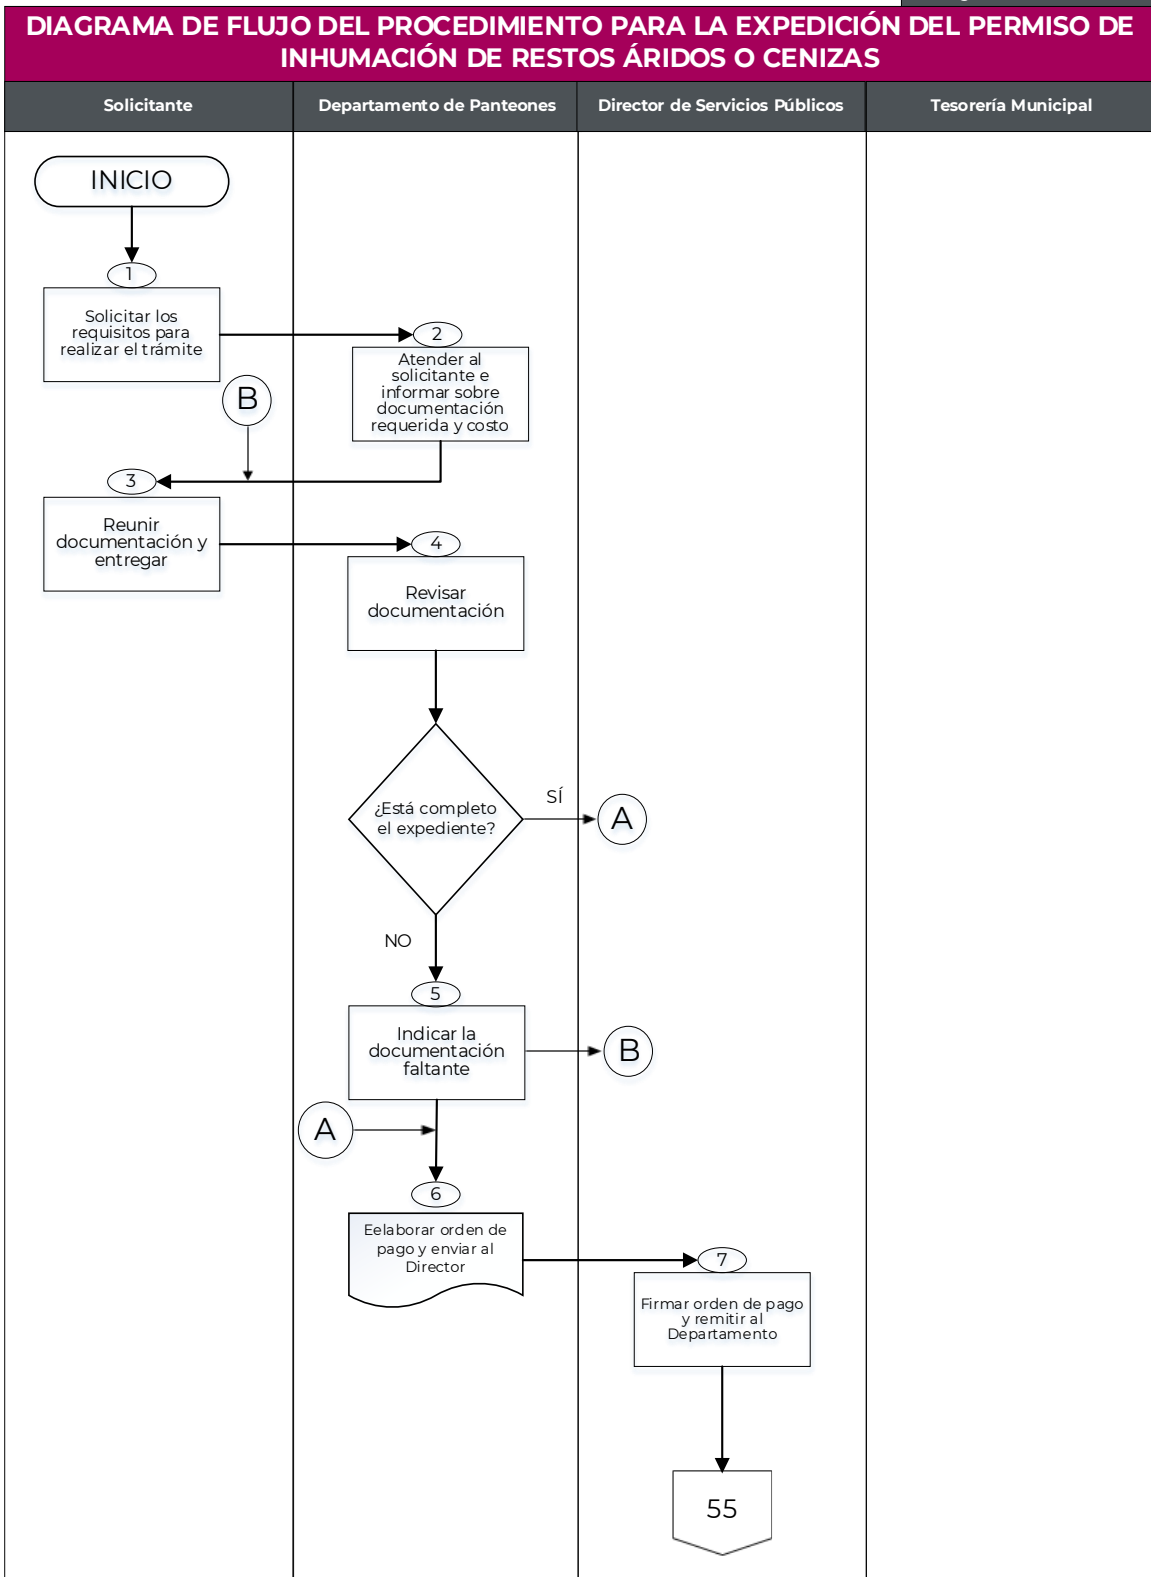 DIAGRAMA DE FLUJO DEL PROCEDIMIENTO PARA LA EXPEDICIÓN DEL PERMISO DE
INHUMACIÓN DE RESTOS ÁRIDOS O CENIZAS
Solicitante
Departamento de Panteones
Director de Servicios Públicos
Tesorería Municipal
INICIO
1
Solicitar los
requisitos para
realizar el trámite
2
Atender al
solicitante e
informar sobre
documentación
requerida y costo
B
3
Reunir
documentación y
entregar
4
Revisar
documentación
¿Está completo
el expediente?
SÍ
A
NO
5
Indicar la
documentación
faltante
B
A
6
Eelaborar orden de
pago y enviar al
Director
7
Firmar orden de pago
y remitir al
Departamento
55